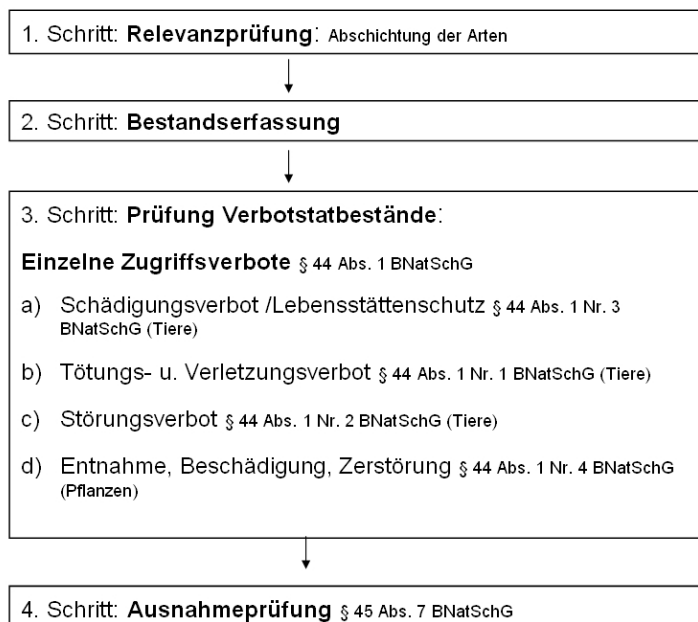 1. Schritt: Relevanzprüfung: Abschichtung der Arten
2. Schritt: Bestandserfassung
3. Schritt: Prüfung Verbotstatbestände:
Einzelne Zugriffsverbote § 44 Abs. 1 BNatSchG
a) Schädigungsverbot /Lebensstättenschutz § 44 Abs. 1 Nr. 3
BNatSchG (Tiere)
b) Tötungs- u. Verletzungsverbot § 44 Abs. 1 Nr. 1 BNatSchG (Tiere)
c) Störungsverbot § 44 Abs. 1 Nr. 2 BNatSchG (Tiere)
d) Entnahme, Beschädigung, Zerstörung § 44 Abs. 1 Nr. 4 BNatSchG
(Pflanzen)
4. Schritt: Ausnahmeprüfung § 45 Abs. 7 BNatSchG